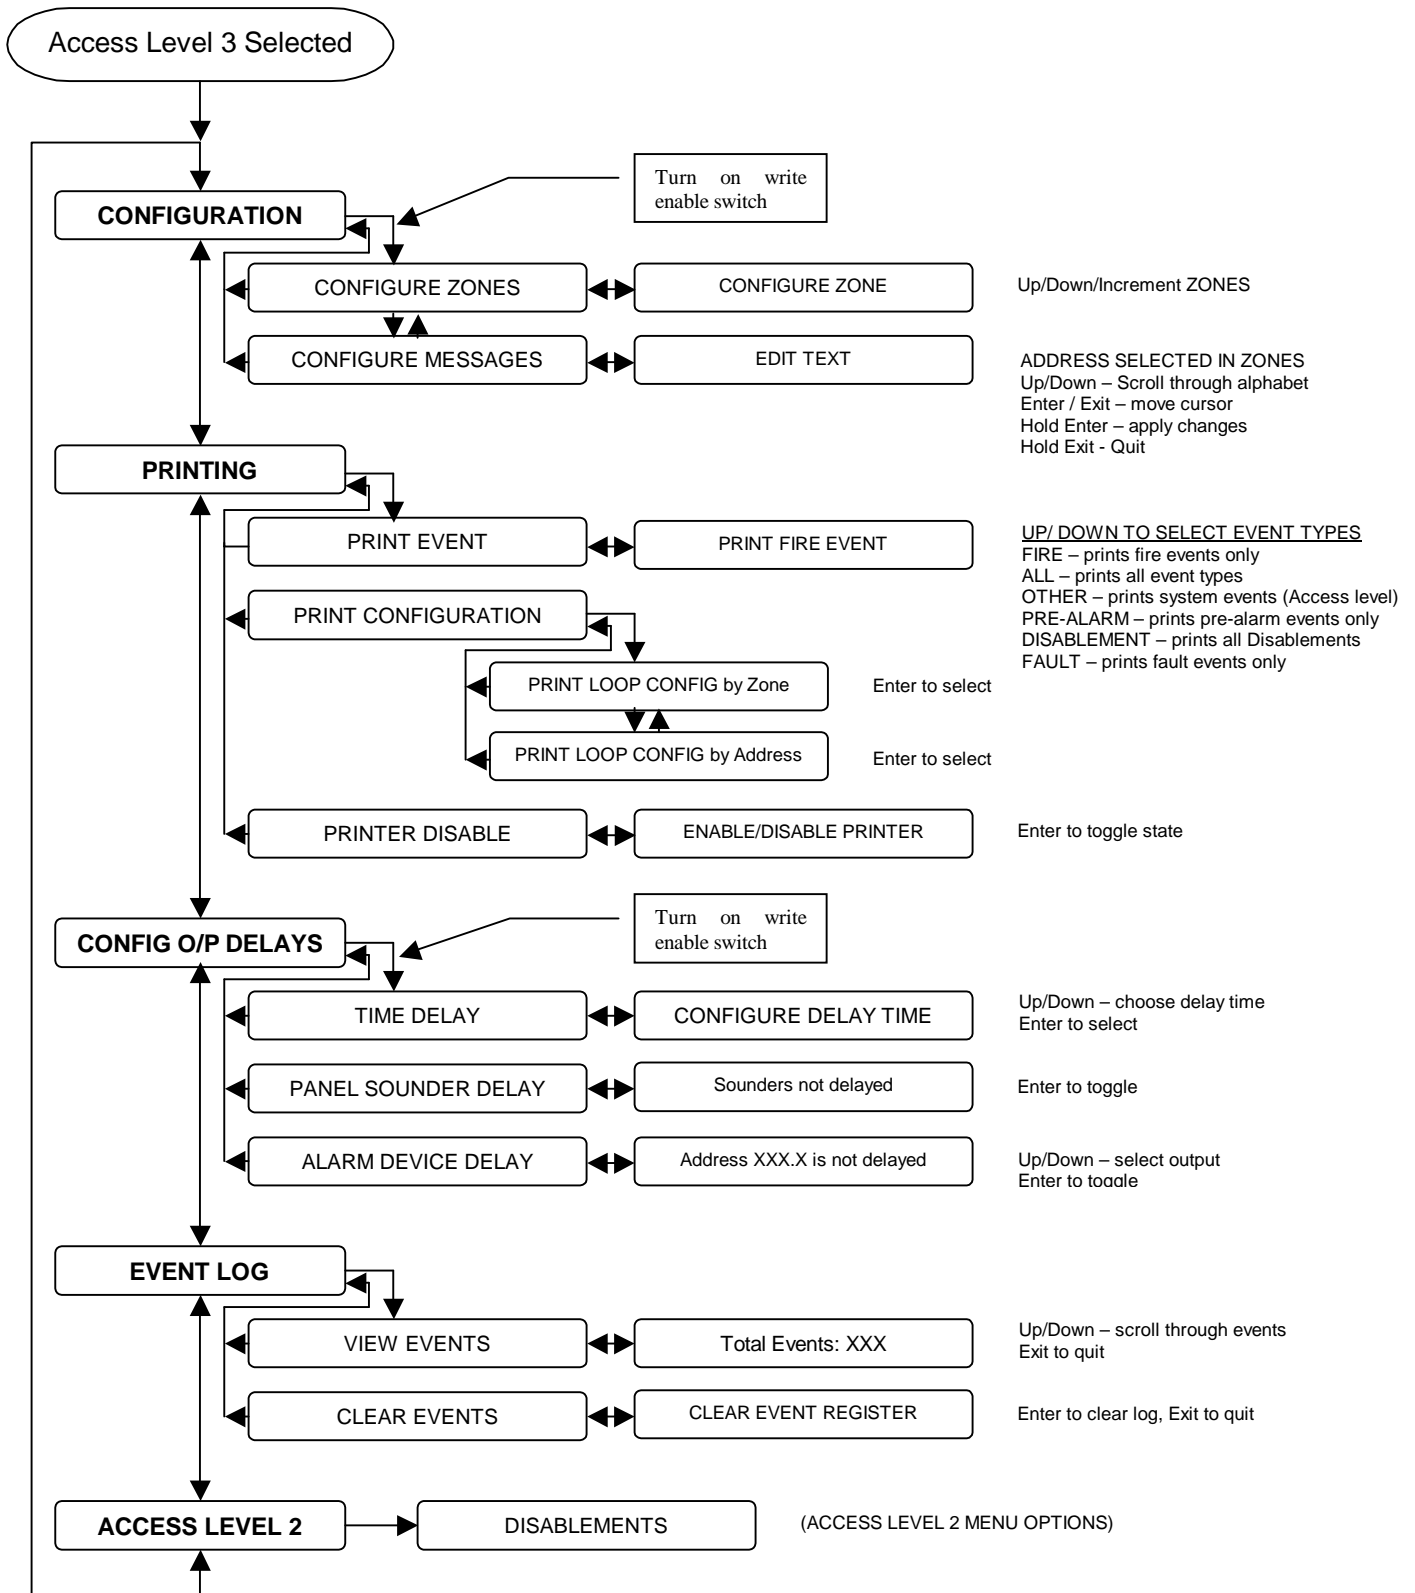 Access Level 3 Selected
Turn on write
enable switch
CONFIGURATION
CONFIGURE ZONES
CONFIGURE ZONE
Up/Down/Increment ZONES
CONFIGURE MESSAGES
EDIT TEXT
ADDRESS SELECTED IN ZONES
Up/Down – Scroll through alphabet
Enter / Exit – move cursor
Hold Enter – apply changes
Hold Exit - Quit
PRINTING
PRINT EVENT
PRINT FIRE EVENT
UP/ DOWN TO SELECT EVENT TYPES
FIRE – prints fire events only
ALL – prints all event types
OTHER – prints system events (Access level)
PRE-ALARM – prints pre-alarm events only
DISABLEMENT – prints all Disablements
FAULT – prints fault events only
PRINT CONFIGURATION
PRINT LOOP CONFIG by Zone
Enter to select
PRINT LOOP CONFIG by Address
Enter to select
PRINTER DISABLE
ENABLE/DISABLE PRINTER
Enter to toggle state
Turn on write
enable switch
CONFIG O/P DELAYS
TIME DELAY
CONFIGURE DELAY TIME
Up/Down – choose delay time
Enter to select
PANEL SOUNDER DELAY
Sounders not delayed
Enter to toggle
ALARM DEVICE DELAY
Address XXX.X is not delayed
Up/Down – select output
Enter to toggle
EVENT LOG
VIEW EVENTS
Total Events: XXX
Up/Down – scroll through events
Exit to quit
CLEAR EVENTS
CLEAR EVENT REGISTER
Enter to clear log, Exit to quit
ACCESS LEVEL 2
DISABLEMENTS
(ACCESS LEVEL 2 MENU OPTIONS)